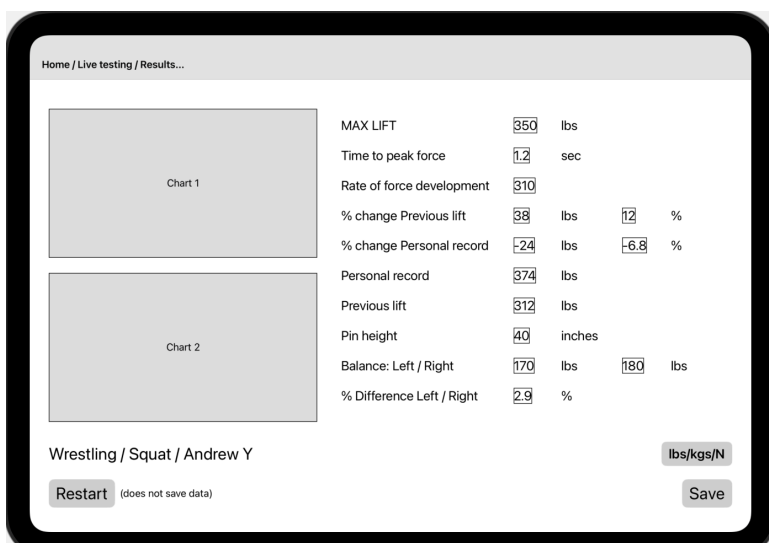 Home / Live testing / Results...
Chart 1
Chart 2
MAX LIFT 350 lbs
Time to peak force 1.2 sec
Rate of force development 310
% change Previous lift 38 lbs 12 %
% change Personal record -24 lbs -6.8 %
Personal record 374 lbs
Previous lift 312 lbs
Pin height 40 inches
Balance: Left / Right 170 lbs 180 lbs
% Difference Left / Right 2.9 %
Wrestling / Squat / Andrew Y
lbs/kgs/N
Restart (does not save data)
Save